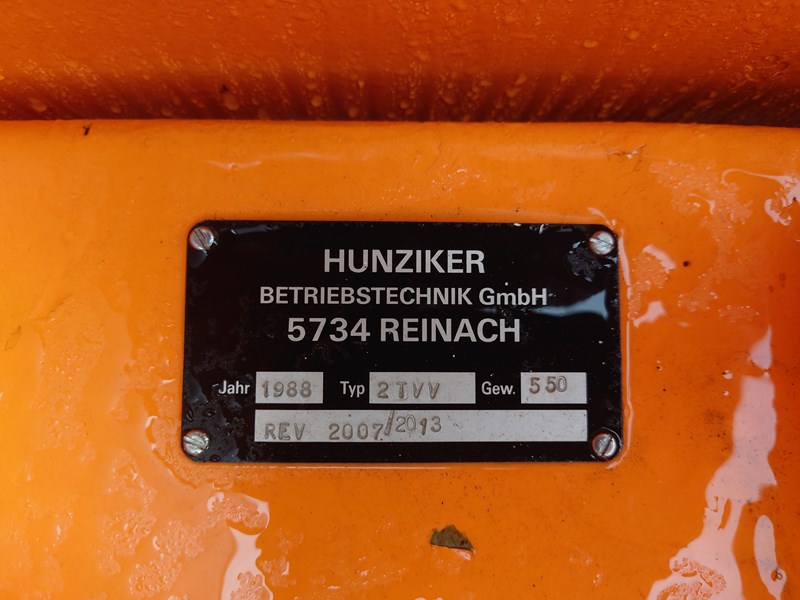 HUNZIKER
BETRIEBSTECHNIK GmbH
5734 REINACH
Jahr 1988 Typ 2TVV Gew. 550
REV 2007/2013